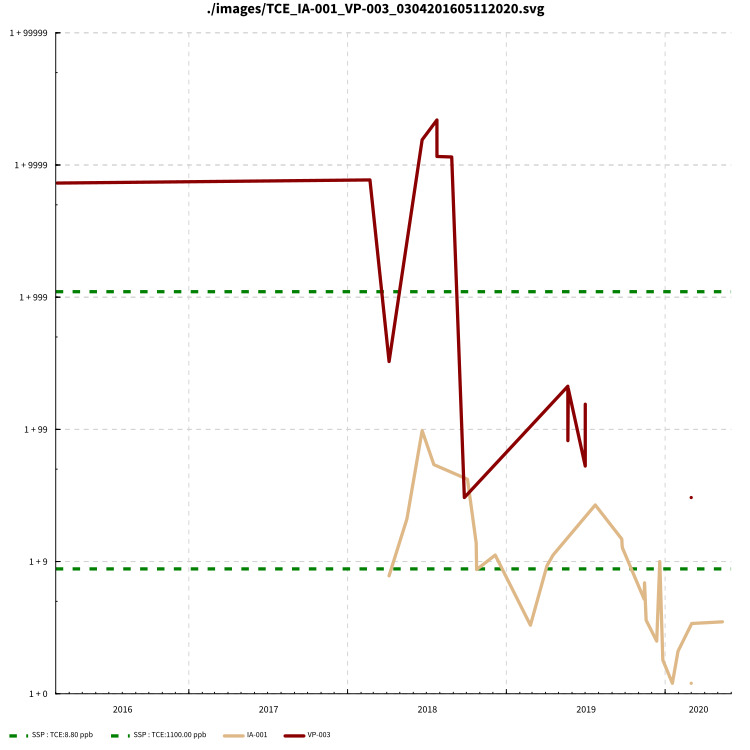 ./images/TCE_IA-001_VP-003_0304201605112020.svg
1+99999
1+9999
1+999
1+99
1+9
1+0
2016 2017 2018 2019 2020
SSP : TCE:8.80 ppb SSP : TCE:1100.00 ppb IA-001 VP-003